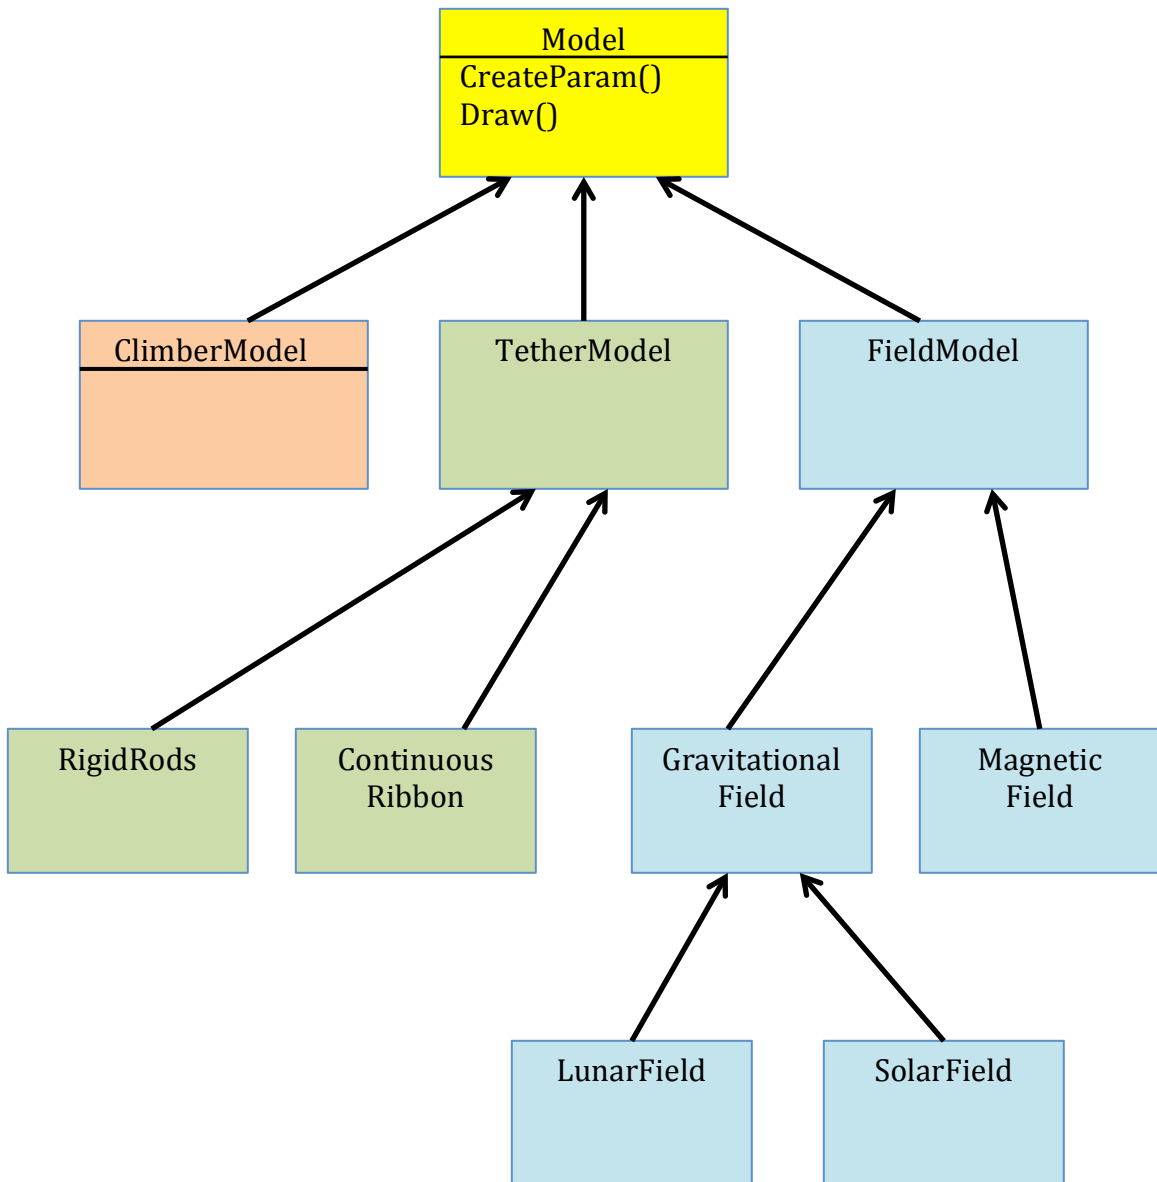 Model
CreateParam()
Draw()
ClimberModel
TetherModel
FieldModel
RigidRods
Continuous
Ribbon
Gravitational
Field
Magnetic
Field
LunarField
SolarField